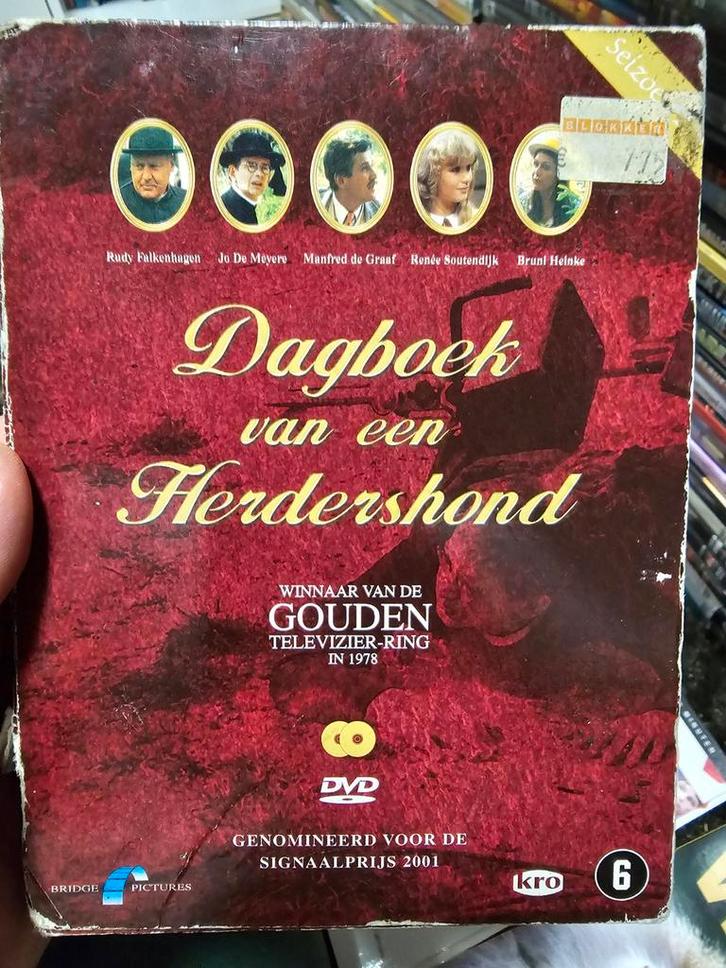 Seizoe
BLOKKER
Rudy Falkenhagen Jo De Meyere Manfred de Graaf Renée Soutendijk Bruni Heinke
Dagboek
van een
Herdershond
WINNAAR VAN DE
GOUDEN
TELEVIZIER-RING
IN 1978
DVD
GENOMINEERD VOOR DE
SIGNAALPRIJS 2001
BRIDGE PICTURES
kro
6